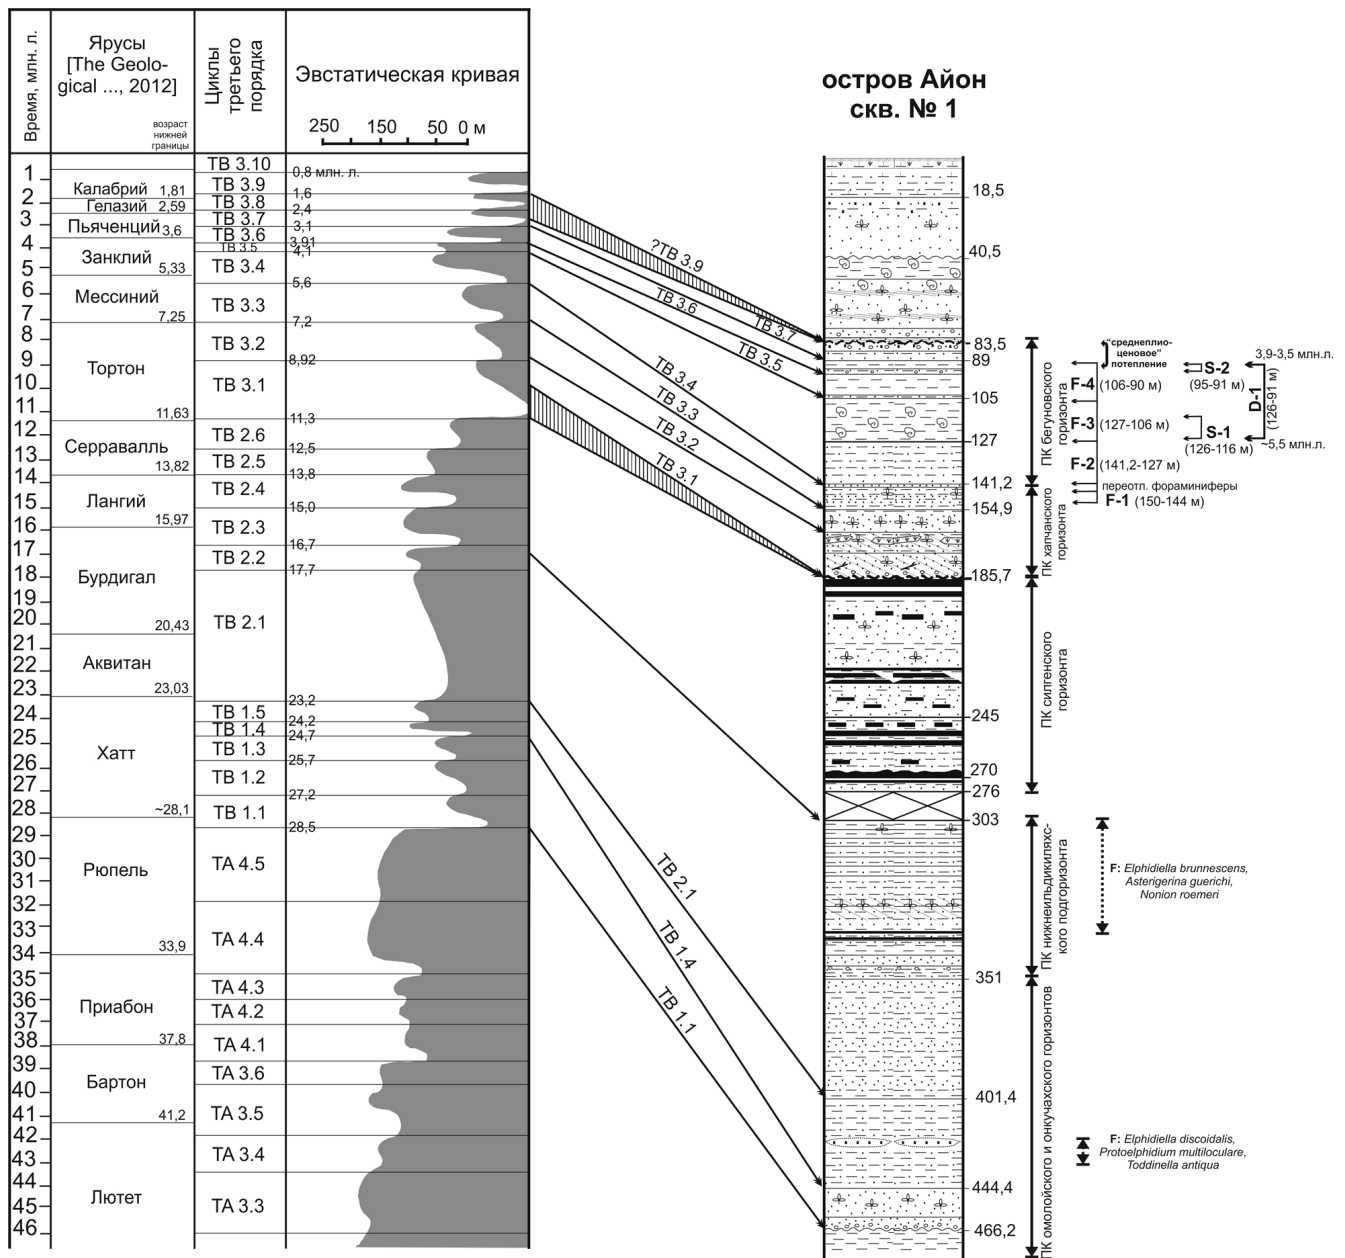 Время, млн. л.
Ярусы
[The Geolo-
gical ..., 2012]
возраст
нижней
границы
Циклы
третьего
порядка
Эвстатическая кривая
250 150 50 0 м
остров Айон
скв. № 1
1
2
3
4
5
6
7
8
9
10
11
12
13
14
15
16
17
18
19
20
21
22
23
24
25
26
27
28
29
30
31
32
33
34
35
36
37
38
39
40
41
42
43
44
45
46
Калабрий 1,81
Гелазий 2,59
Пьяченций 3,6
Занклий
5,33
Мессиний
7,25
Тортон
11,63
Серравалль
13,82
Лангий
15,97
Бурдигал
20,43
Аквитан
23,03
Хатт
~28,1
Рюпель
33,9
Приабон
37,8
Бартон
41,2
Лютет
ТВ 3.10
ТВ 3.9
ТВ 3.8
ТВ 3.7
ТВ 3.6
ТВ 3.5
ТВ 3.4
ТВ 3.3
ТВ 3.2
ТВ 3.1
ТВ 2.6
ТВ 2.5
ТВ 2.4
ТВ 2.3
ТВ 2.2
ТВ 2.1
ТВ 1.5
ТВ 1.4
ТВ 1.3
ТВ 1.2
ТВ 1.1
ТА 4.5
ТА 4.4
ТА 4.3
ТА 4.2
ТА 4.1
ТА 3.6
ТА 3.5
ТА 3.4
ТА 3.3
0,8 млн. л.
1,6
2,4
3,1
3,91
4,1
5,6
7,2
8,92
11,3
12,5
13,8
15,0
16,7
17,7
23,2
24,2
24,7
25,7
27,2
28,5
?ТВ 3.9
ТВ 3.7
ТВ 3.6
ТВ 3.5
ТВ 3.4
ТВ 3.3
ТВ 3.2
ТВ 3.1
ТВ 2.1
ТВ 1.4
ТВ 1.1
18,5
40,5
83,5
89
105
127
141,2
154,9
185,7
245
270
276
303
351
401,4
444,4
466,2
ПК бегуновского
горизонта
ПК хапчанского
горизонта
ПК силгенского
горизонта
ПК нижнеильдикиляхс-
кого подгоризонта
ПК омолойского и онкучахского горизонтов
"среднеплио-
ценовое"
потепление
F-4 (106-90 м)
F-3 (127-106 м)
F-2 (141,2-127 м)
переотл. фораминиферы
F-1 (150-144 м)
S-2
(95-91 м)
S-1
(126-116 м)
3,9-3,5 млн.л.
D-1
(126-91 м)
~5,5 млн.л.
F: Elphidiella brunnescens,
Asterigerina guerichi,
Nonion roemeri
F: Elphidiella discoidalis,
Protoelphidium multiloculare,
Toddinella antiqua